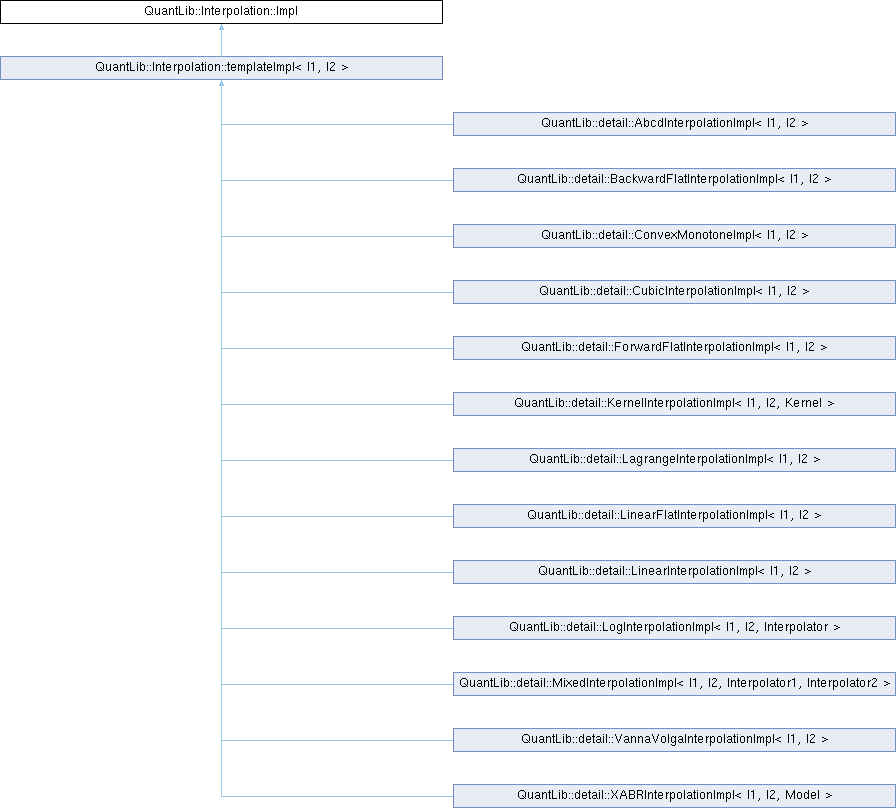 QuantLib::Interpolation::Impl
QuantLib::Interpolation::templateImpl< I1, I2 >
QuantLib::detail::AbcdInterpolationImpl< I1, I2 >
QuantLib::detail::BackwardFlatInterpolationImpl< I1, I2 >
QuantLib::detail::ConvexMonotoneImpl< I1, I2 >
QuantLib::detail::CubicInterpolationImpl< I1, I2 >
QuantLib::detail::ForwardFlatInterpolationImpl< I1, I2 >
QuantLib::detail::KernelInterpolationImpl< I1, I2, Kernel >
QuantLib::detail::LagrangeInterpolationImpl< I1, I2 >
QuantLib::detail::LinearFlatInterpolationImpl< I1, I2 >
QuantLib::detail::LinearInterpolationImpl< I1, I2 >
QuantLib::detail::LogInterpolationImpl< I1, I2, Interpolator >
QuantLib::detail::MixedInterpolationImpl< I1, I2, Interpolator1, Interpolator2 >
QuantLib::detail::VannaVolgaInterpolationImpl< I1, I2 >
QuantLib::detail::XABRInterpolationImpl< I1, I2, Model >